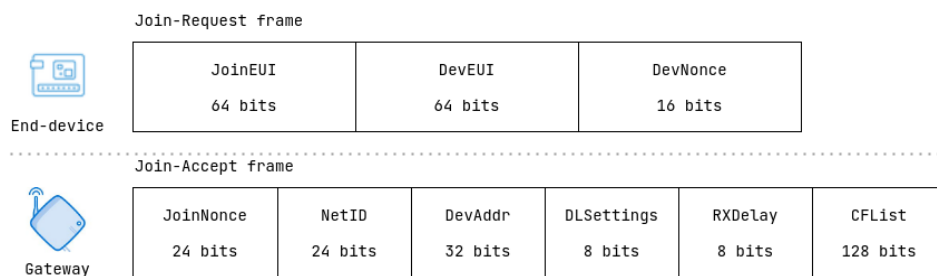 Join-Request frame
JoinEUI DevEUI DevNonce
64 bits 64 bits 16 bits
End-device
Join-Accept frame
JoinNonce NetID DevAddr DLSettings RXDelay CFList
24 bits 24 bits 32 bits 8 bits 8 bits 128 bits
Gateway